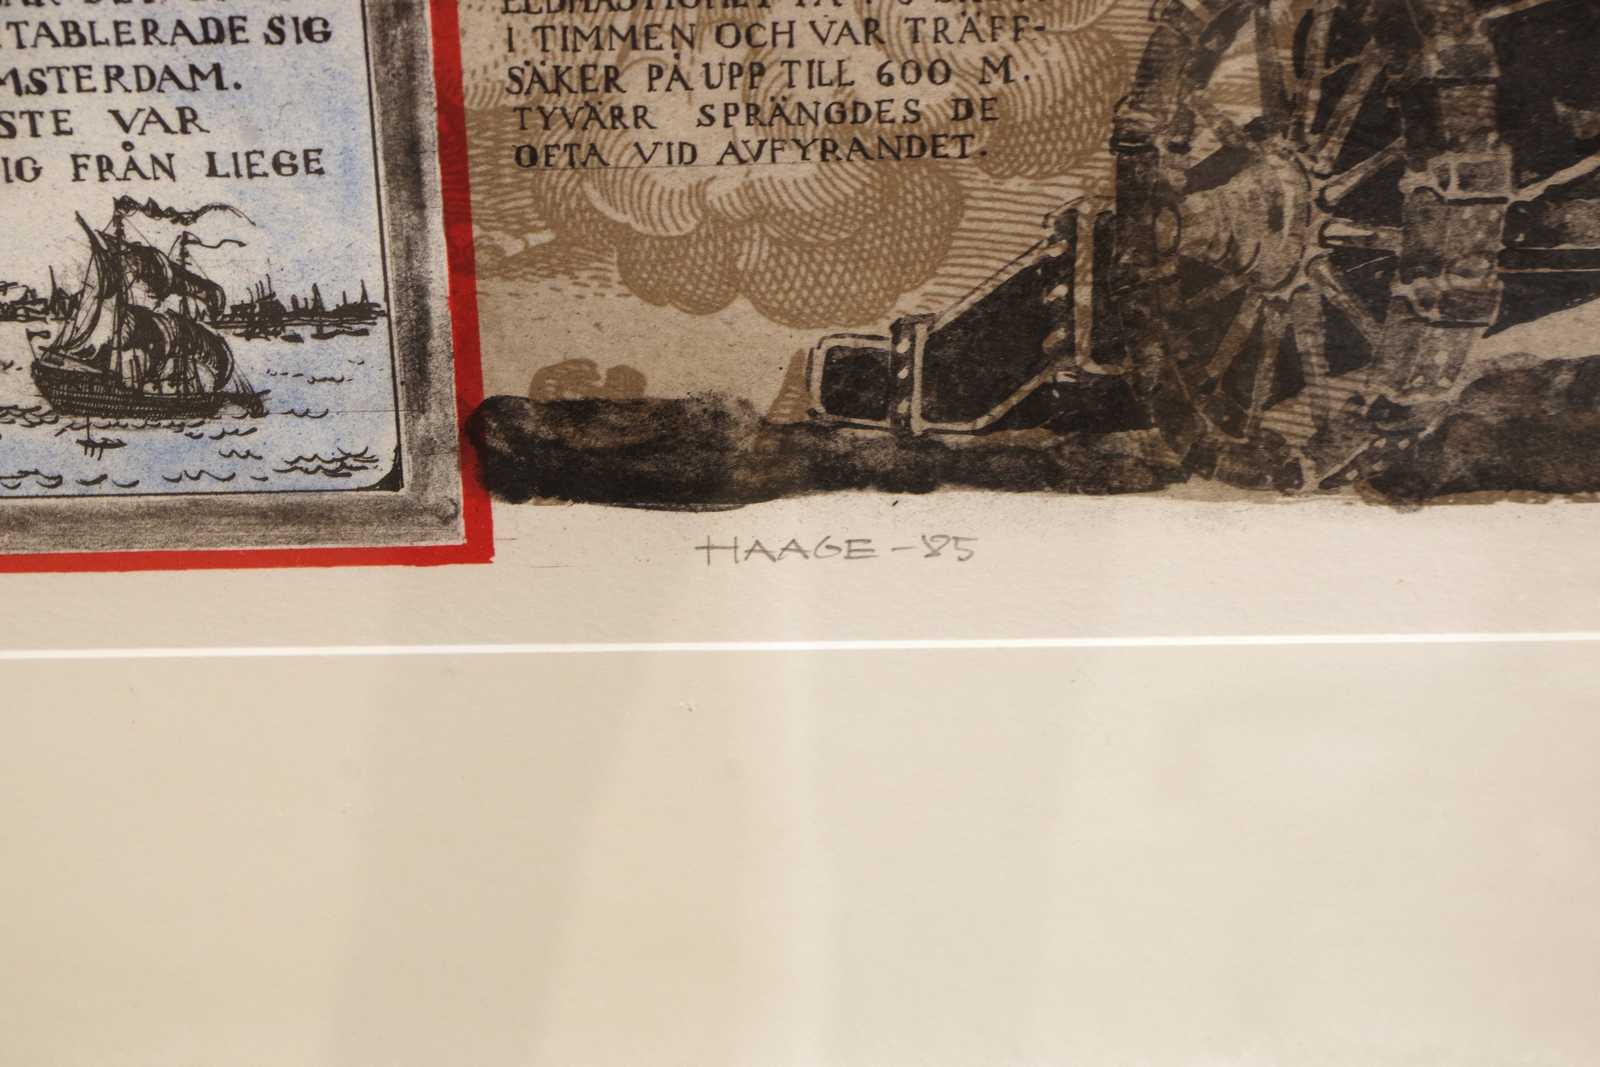 TABLERADE SIG
MSTERDAM.
STE VAR
IG FRÅN LIEGE
I TIMMEN OCH VAR TRÄFF-
SÄKER PÅ UPP TILL 600 M.
TYVÄRR SPRÄNGDES DE
OFTA VID AVFYRANDET.
HAAGE -85